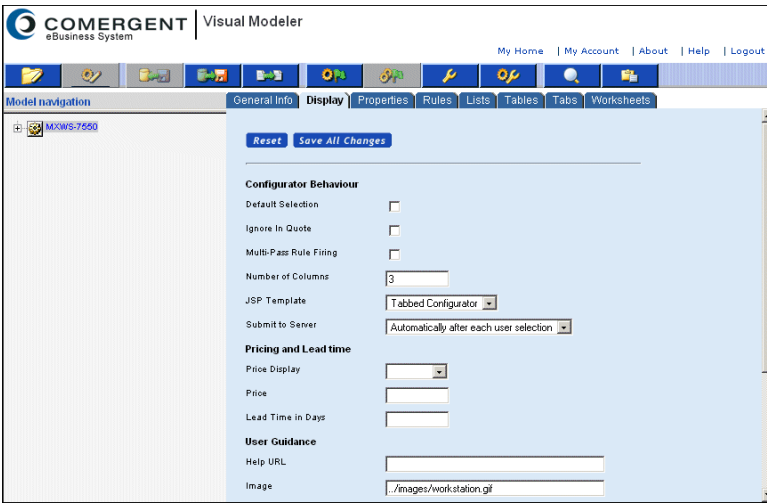 COMERGENT
eBusiness System
Visual Modeler
My Home | My Account | About | Help | Logout
Model navigation
General Info Display Properties Rules Lists Tables Tabs Worksheets
MXWS-7550
Reset Save All Changes
Configurator Behaviour
Default Selection
Ignore In Quote
Multi-Pass Rule Firing
Number of Columns 3
JSP Template Tabbed Configurator
Submit to Server Automatically after each user selection
Pricing and Lead time
Price Display
Price
Lead Time in Days
User Guidance
Help URL
Image ../images/workstation.gif